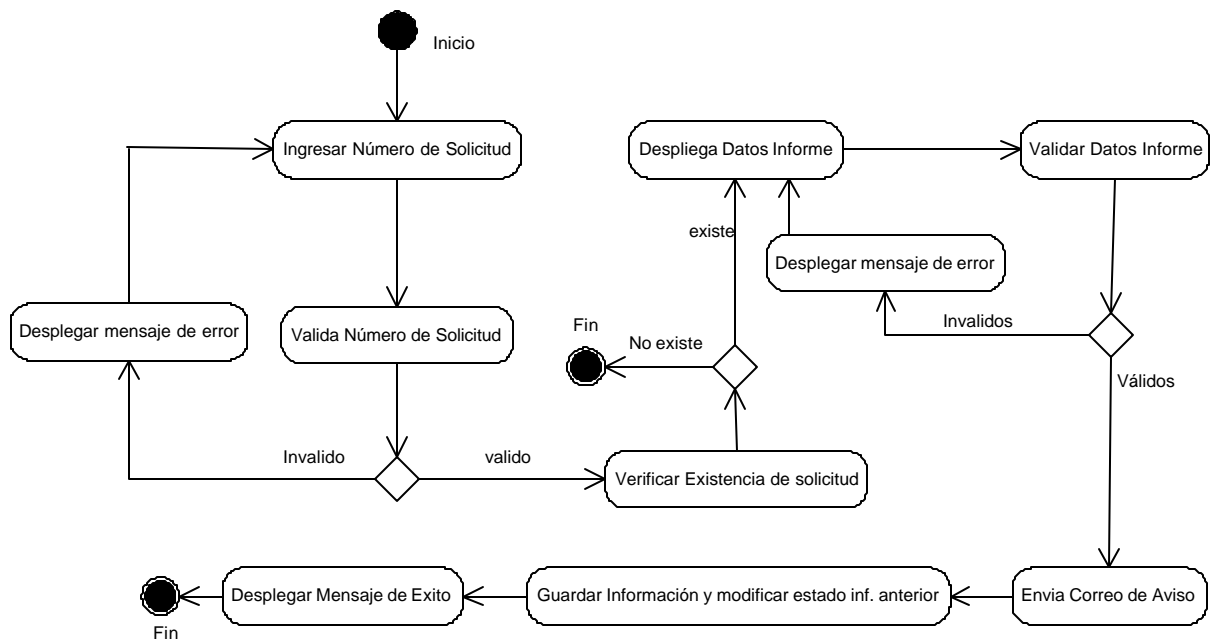 Inicio
Ingresar Número de Solicitud
Despliega Datos Informe
Validar Datos Informe
existe
Desplegar mensaje de error
Desplegar mensaje de error
Valida Número de Solicitud
Fin
No existe
Invalidos
Válidos
Invalido
valido
Verificar Existencia de solicitud
Desplegar Mensaje de Exito
Guardar Información y modificar estado inf. anterior
Envia Correo de Aviso
Fin